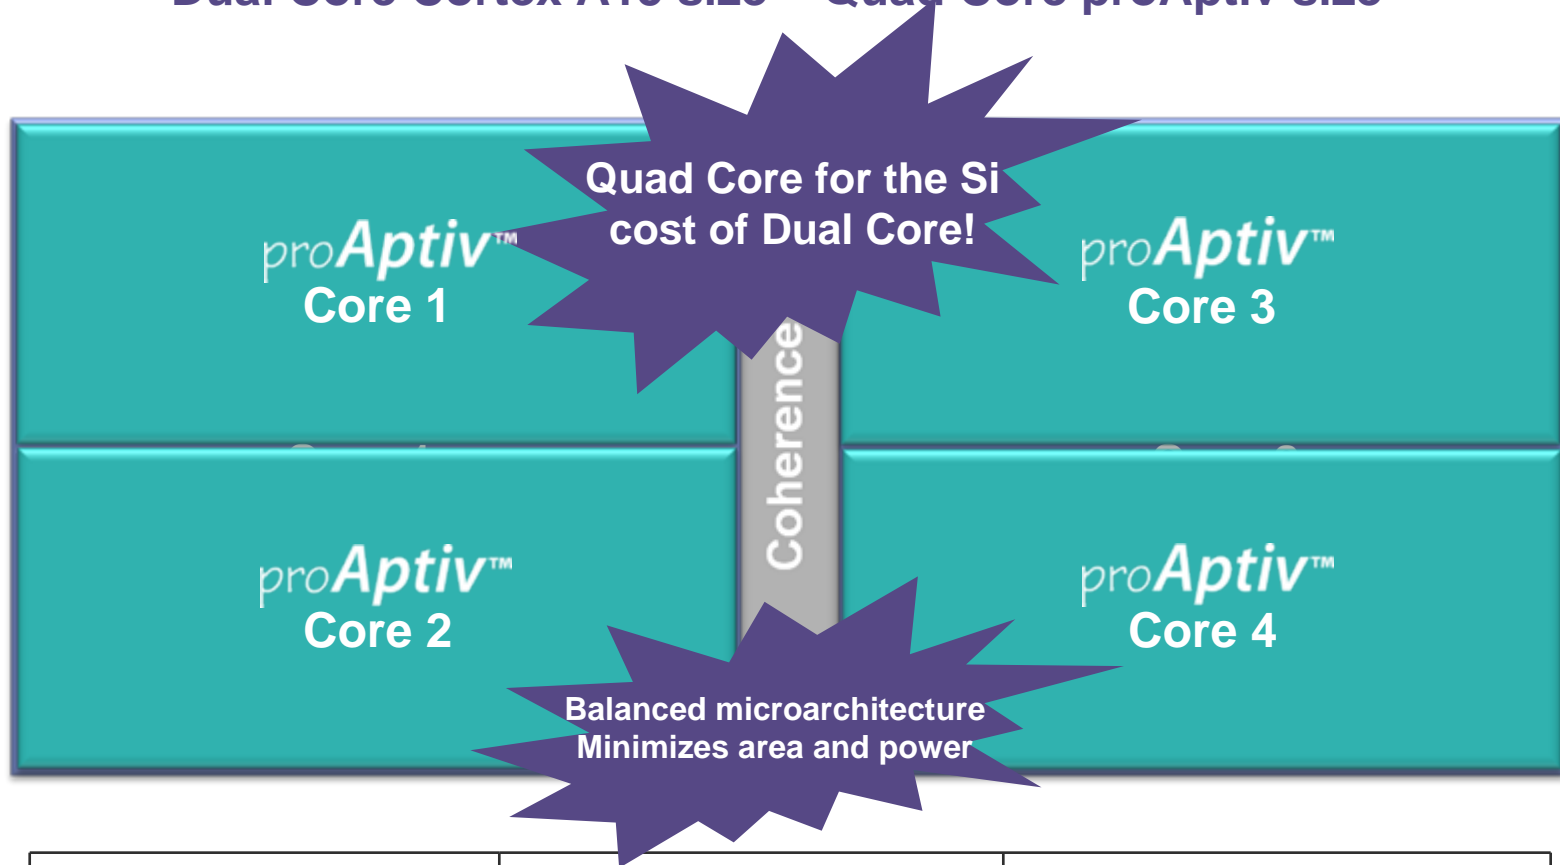 Quad Core for the Si
cost of Dual Core!
proAptiv™
Core 1
proAptiv™
Core 3
Coherence
proAptiv™
Core 2
proAptiv™
Core 4
Balanced microarchitecture
Minimizes area and power